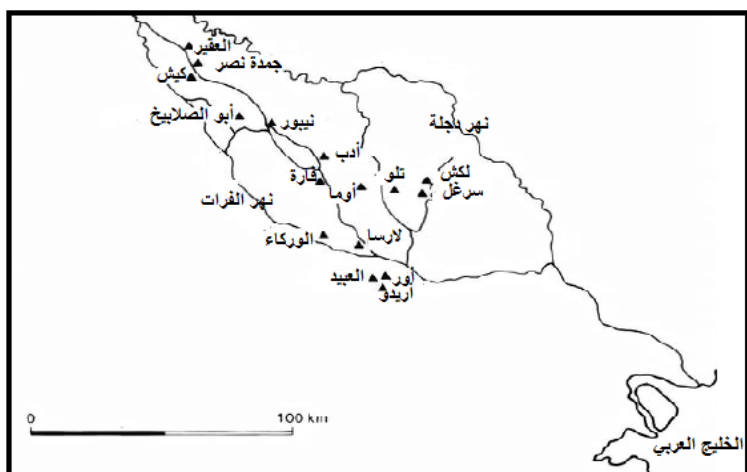 العقير
جمدة نصر
كيش
أبو الصلابيخ
نيبور
نهر دجلة
أدب
فارة
أوما
تلو
لكش
سرغل
نهر الفرات
الوركاء
لارسا
العبيد
أور
اريدو
0
100 km
الخليج العربي